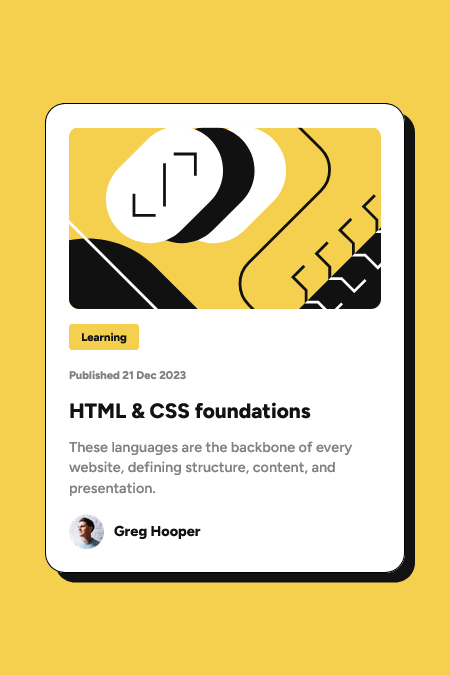 Learning
Published 21 Dec 2023
HTML & CSS foundations
These languages are the backbone of every
website, defining structure, content, and
presentation.
Greg Hooper